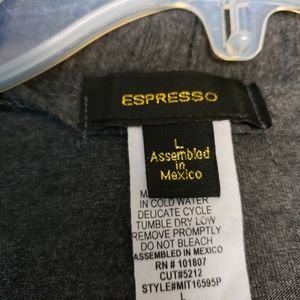 ESPRESSO
L
Assembled
in
Mexico
IN COLD WATER
DELICATE CYCLE
TUMBLE DRY LOW
REMOVE PROMPTLY
DO NOT BLEACH
ASSEMBLED IN MEXICO
RN# 101807
CUT#5212
STYLE#MIT16595P
L